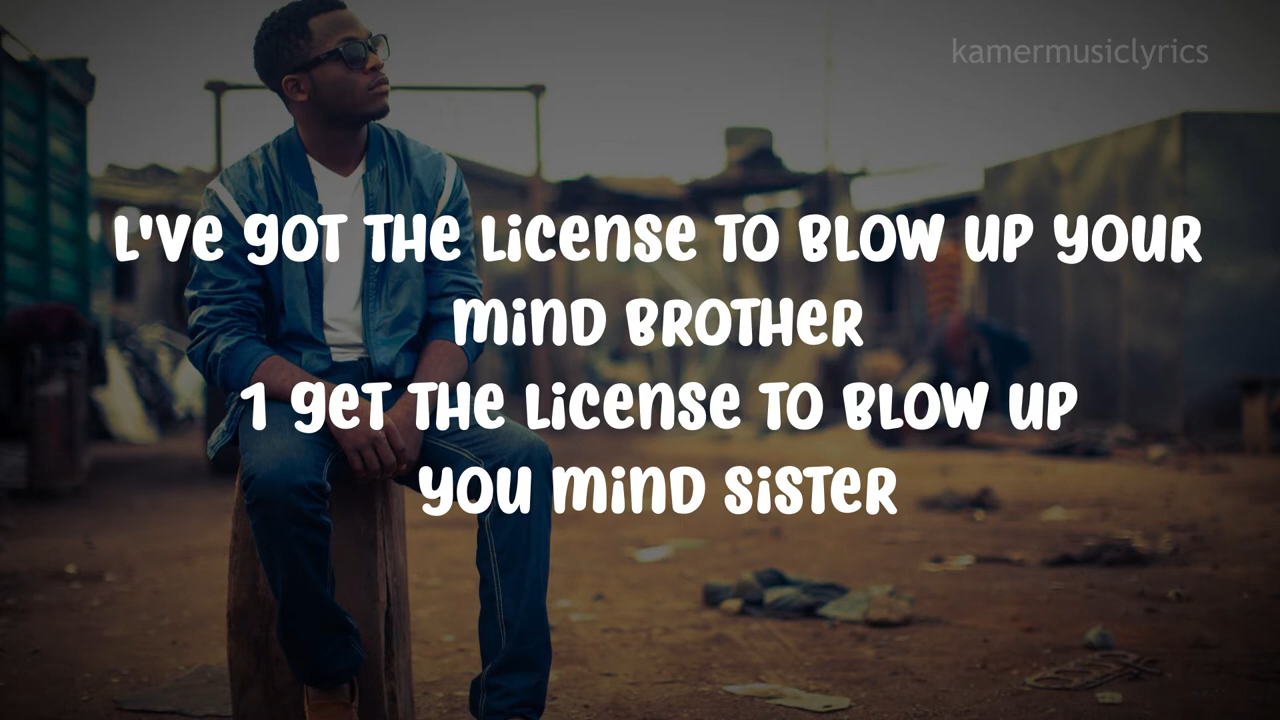 kamermusiclyrics
L've got the license to blow up your
mind brother
1 get the license to blow up
you mind sister